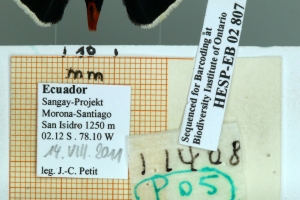 10
mm
Ecuador
Sangay-Projekt
Morona-Santiago
San Isidro 1250 m
02.12 S . 78.10 W
14. VIII. 2011
leg. J.-C. Petit
Sequenced for Barcoding at
Biodiversity Institute of Ontario
HESP-EB 02 807
11408
P05